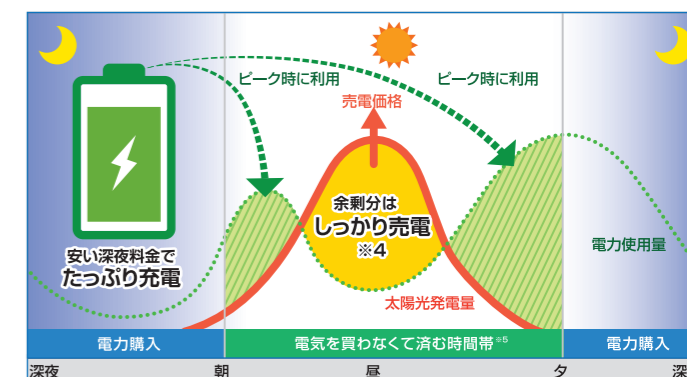 ピーク時に利用
ピーク時に利用
売電価格
余剰分は
しっかり売電
※4
安い深夜料金で
たっぷり充電
電力使用量
太陽光発電量
電力購入
電気を買わなくて済む時間帯※5
電力購入
深夜
朝
昼
夕
深